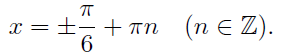 x = ±π/6 + πn (n ∈ ℤ).